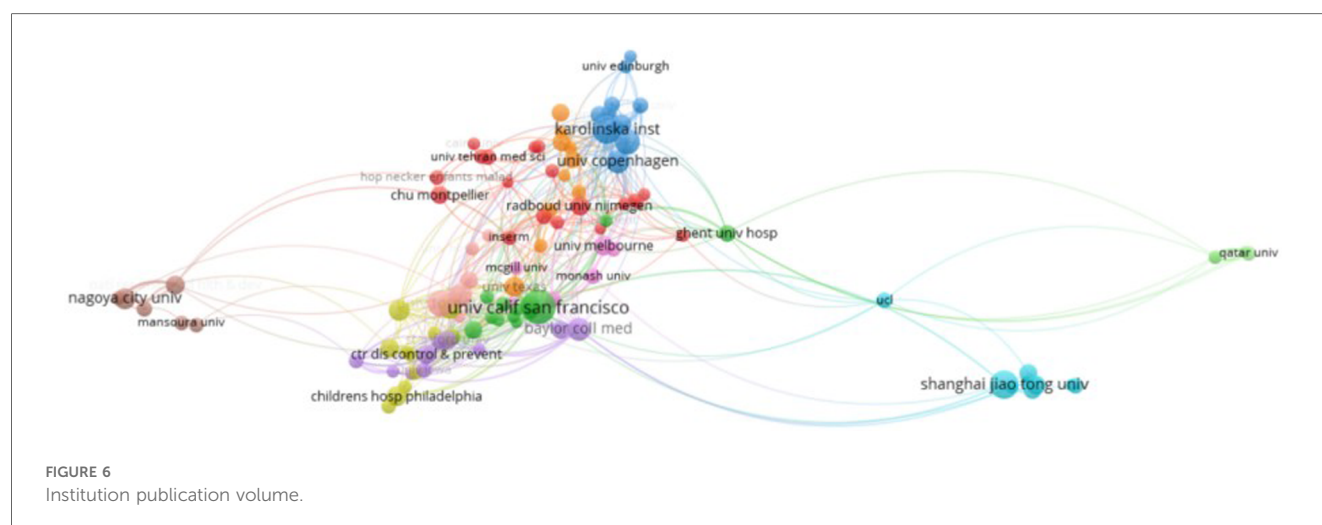 univ edinburgh
karolinska inst
univ tehran med sci
univ copenhagen
hop necker enfants malad
chu montpellier
radboud univ nijmegen
ghent univ hosp
inserm
univ melbourne
qatar univ
mcgill univ
monash univ
univ texas
nagoya city univ
ucl
univ calif san francisco
mansoura univ
baylor coll med
ctr dis control & prevent
shanghai jiao tong univ
childrens hosp philadelphia
FIGURE 6
Institution publication volume.